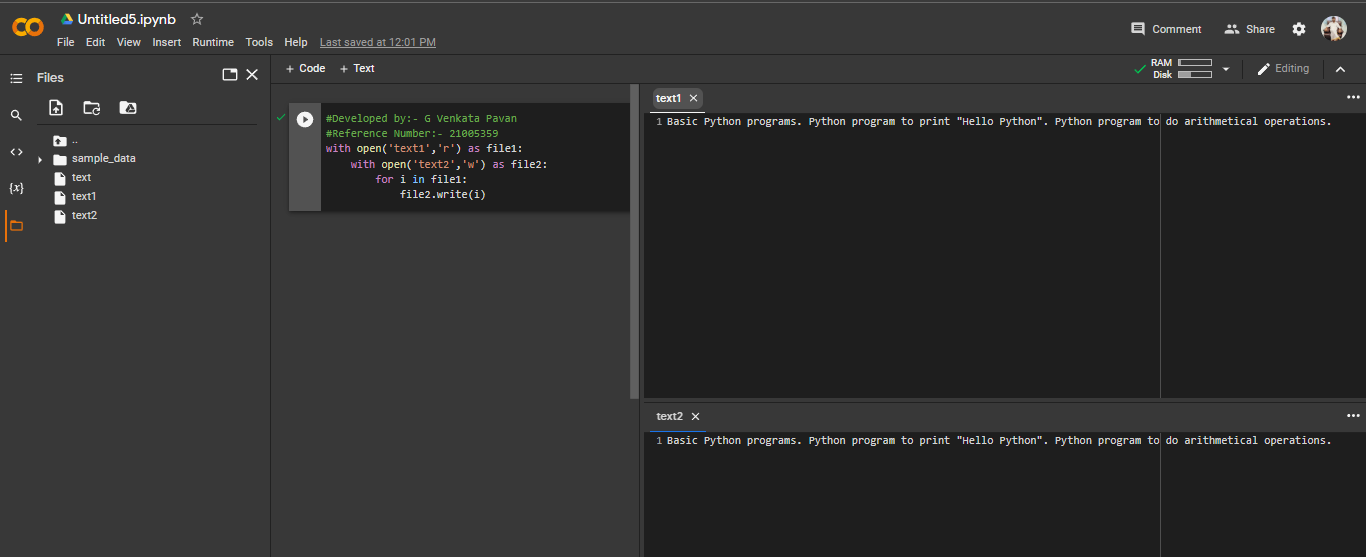 Untitled5.ipynb
File Edit View Insert Runtime Tools Help Last saved at 12:01 PM
Comment Share
Files
+ Code + Text
RAM
Disk
Editing
..
sample_data
text
text1
text2
{x}
#Developed by:- G Venkata Pavan
#Reference Number:- 21005359
with open('text1','r') as file1:
    with open('text2','w') as file2:
        for i in file1:
            file2.write(i)
text1
1 Basic Python programs. Python program to print "Hello Python". Python program to do arithmetical operations.
text2
1 Basic Python programs. Python program to print "Hello Python". Python program to do arithmetical operations.